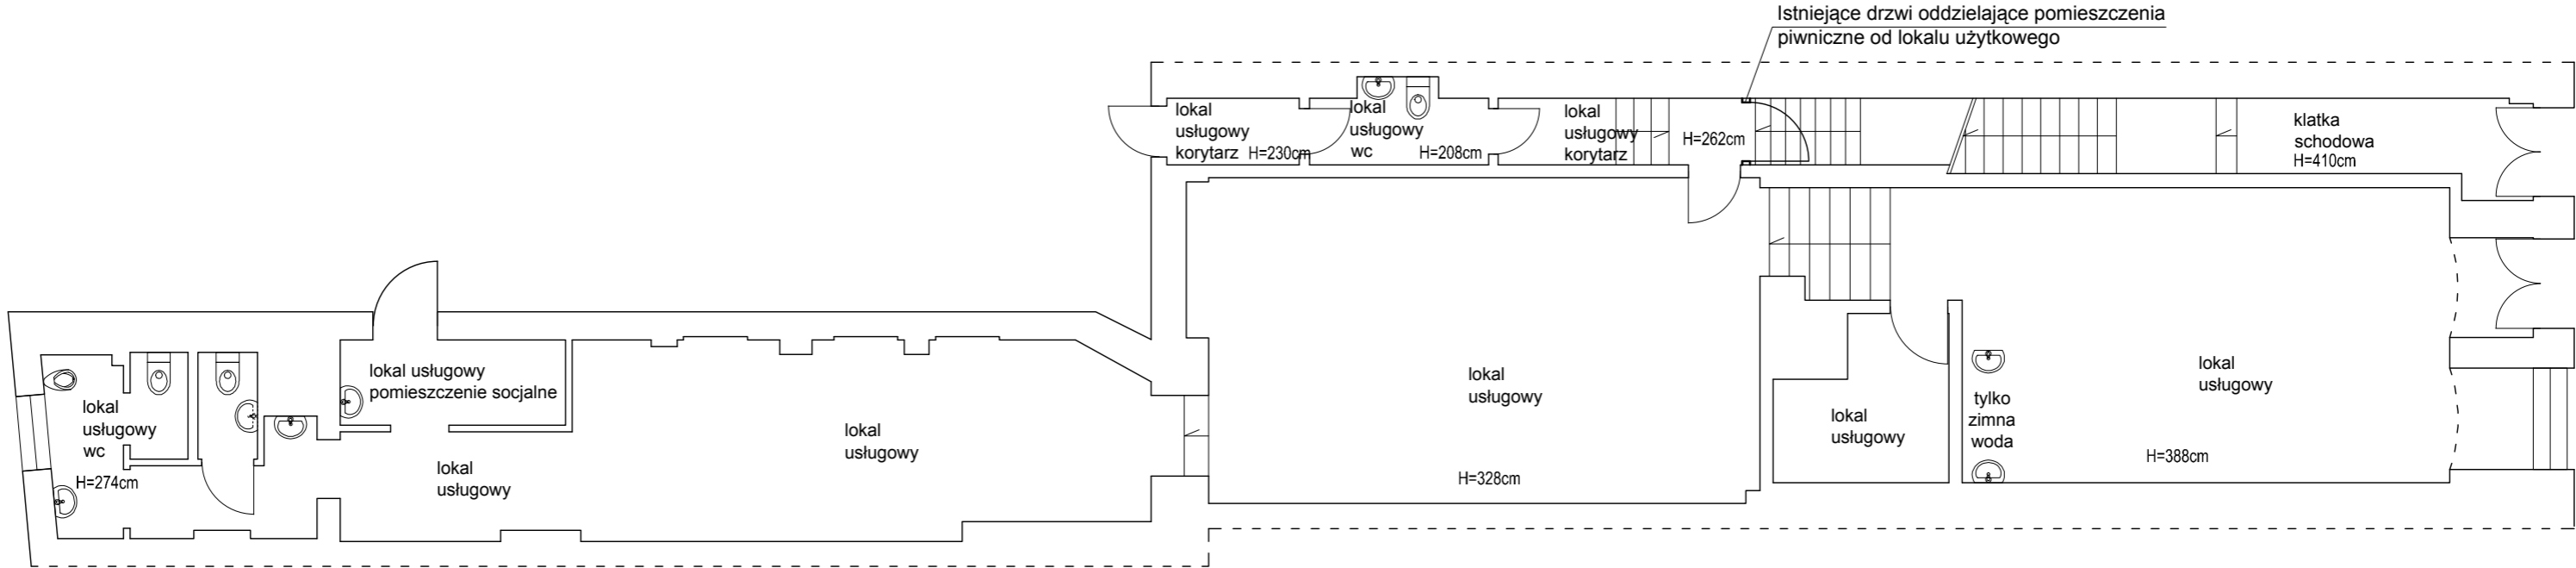 Istniejące drzwi oddzielające pomieszczenia
piwniczne od lokalu użytkowego
lokal
usługowy
korytarz
H=230cm
lokal
usługowy
wc
H=208cm
lokal
usługowy
korytarz
H=262cm
klatka
schodowa
H=410cm
lokal
usługowy
wc
H=274cm
lokal usługowy
pomieszczenie socjalne
lokal
usługowy
lokal
usługowy
lokal
usługowy
H=328cm
lokal
usługowy
tylko
zimna
woda
lokal
usługowy
H=388cm